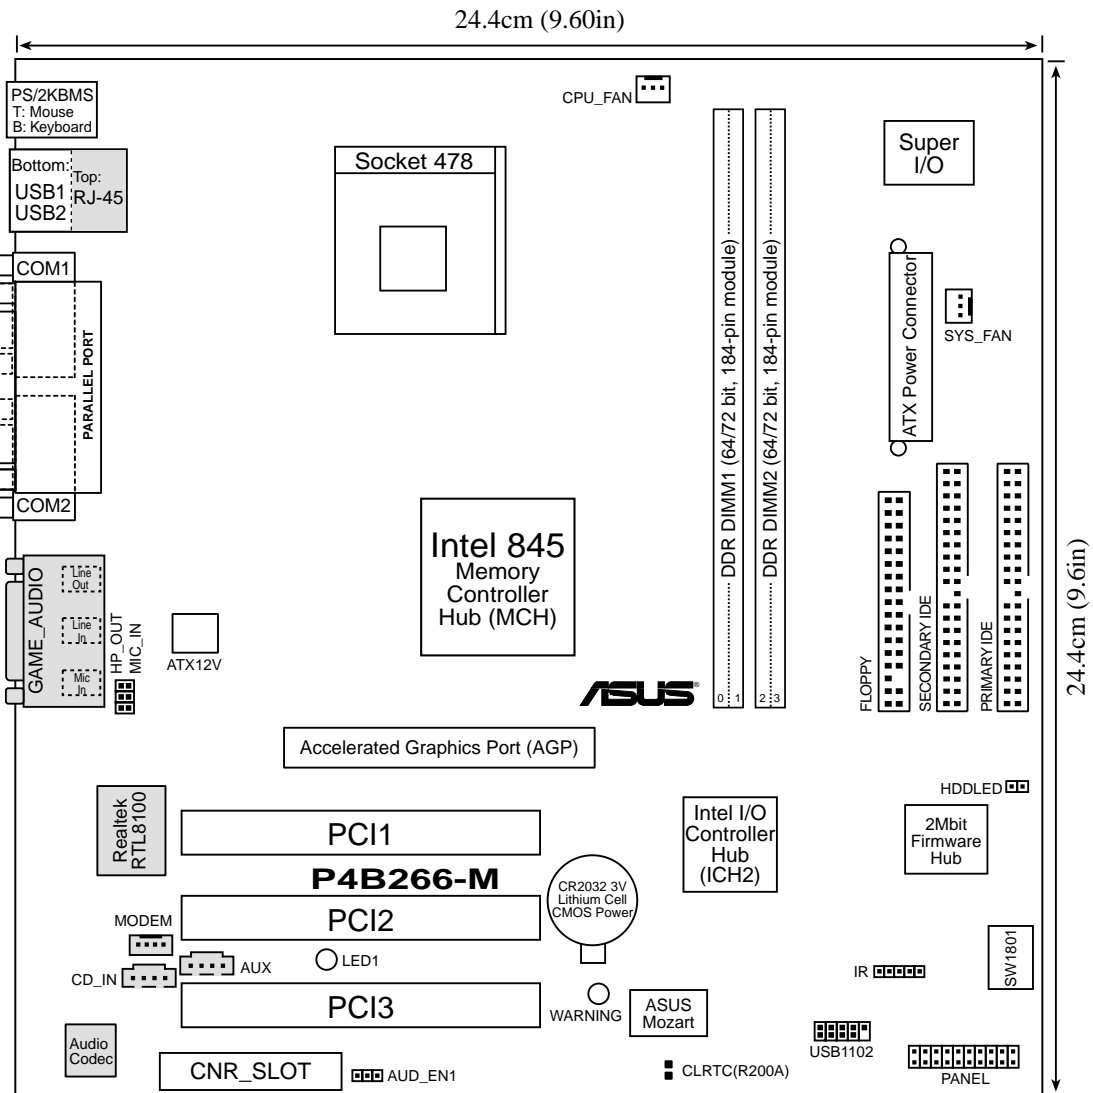 24.4cm (9.60in)
PS/2KBMS
T: Mouse
B: Keyboard
CPU_FAN
Super
I/O
Bottom:
USB1
USB2
Top:
RJ-45
Socket 478
COM1
PARALLEL PORT
COM2
DDR DIMM1 (64/72 bit, 184-pin module)
DDR DIMM2 (64/72 bit, 184-pin module)
0 1
2 3
ATX Power Connector
SYS_FAN
24.4cm (9.6in)
Intel 845
Memory
Controller
Hub (MCH)
GAME_AUDIO
Line
Out
Line
In
Mic
In
HP_OUT
MIC_IN
ATX12V
ASUS®
FLOPPY
SECONDARY IDE
PRIMARY IDE
Accelerated Graphics Port (AGP)
HDDLED
Realtek
RTL8100
PCI1
Intel I/O
Controller
Hub
(ICH2)
2Mbit
Firmware
Hub
P4B266-M
CR2032 3V
Lithium Cell
CMOS Power
PCI2
MODEM
CD_IN
AUX
LED1
IR
SW1801
PCI3
WARNING
ASUS
Mozart
USB1102
Audio
Codec
CNR_SLOT
AUD_EN1
CLRTC(R200A)
PANEL